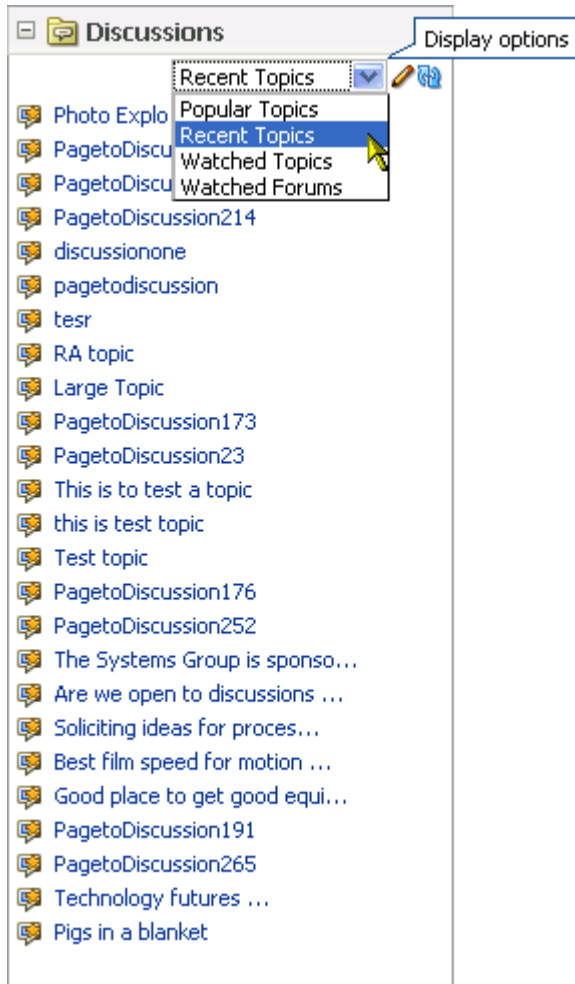 Discussions
Display options
Recent Topics
Popular Topics
Recent Topics
Watched Topics
Watched Forums
Photo Explo
PagetoDiscu
PagetoDiscu
PagetoDiscussion214
discussionone
pagetodiscussion
tesr
RA topic
Large Topic
PagetoDiscussion173
PagetoDiscussion23
This is to test a topic
this is test topic
Test topic
PagetoDiscussion176
PagetoDiscussion252
The Systems Group is sponso...
Are we open to discussions ...
Soliciting ideas for proces...
Best film speed for motion ...
Good place to get good equi...
PagetoDiscussion191
PagetoDiscussion265
Technology futures ...
Pigs in a blanket